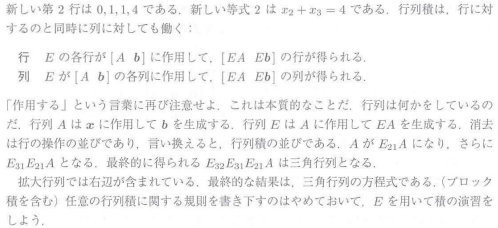 新しい第 2 行は 0, 1, 1, 4 である．新しい等式 2 は x₂ + x₃ = 4 である．行列積は，行に対
するのと同時に列に対しても働く：
行 E の各行が [A b] に作用して，[EA Eb] の行が得られる．
列 E が [A b] の各列に作用して，[EA Eb] の列が得られる．
「作用する」という言葉に再び注意せよ．これは本質的なことだ．行列は何かをしているの
だ．行列 A は x に作用して b を生成する．行列 E は A に作用して EA を生成する．消去
は行の操作の並びであり，言い換えると，行列積の並びである．A が E₂₁A になり，さらに
E₃₁E₂₁A となる．最終的に得られる E₃₂E₃₁E₂₁A は三角行列となる．
拡大行列では右辺が含まれている．最終的な結果は，三角行列の方程式である．（ブロック
積を含む）任意の行列積に関する規則を書き下すのはやめておいて，E を用いて積の演習を
しよう．